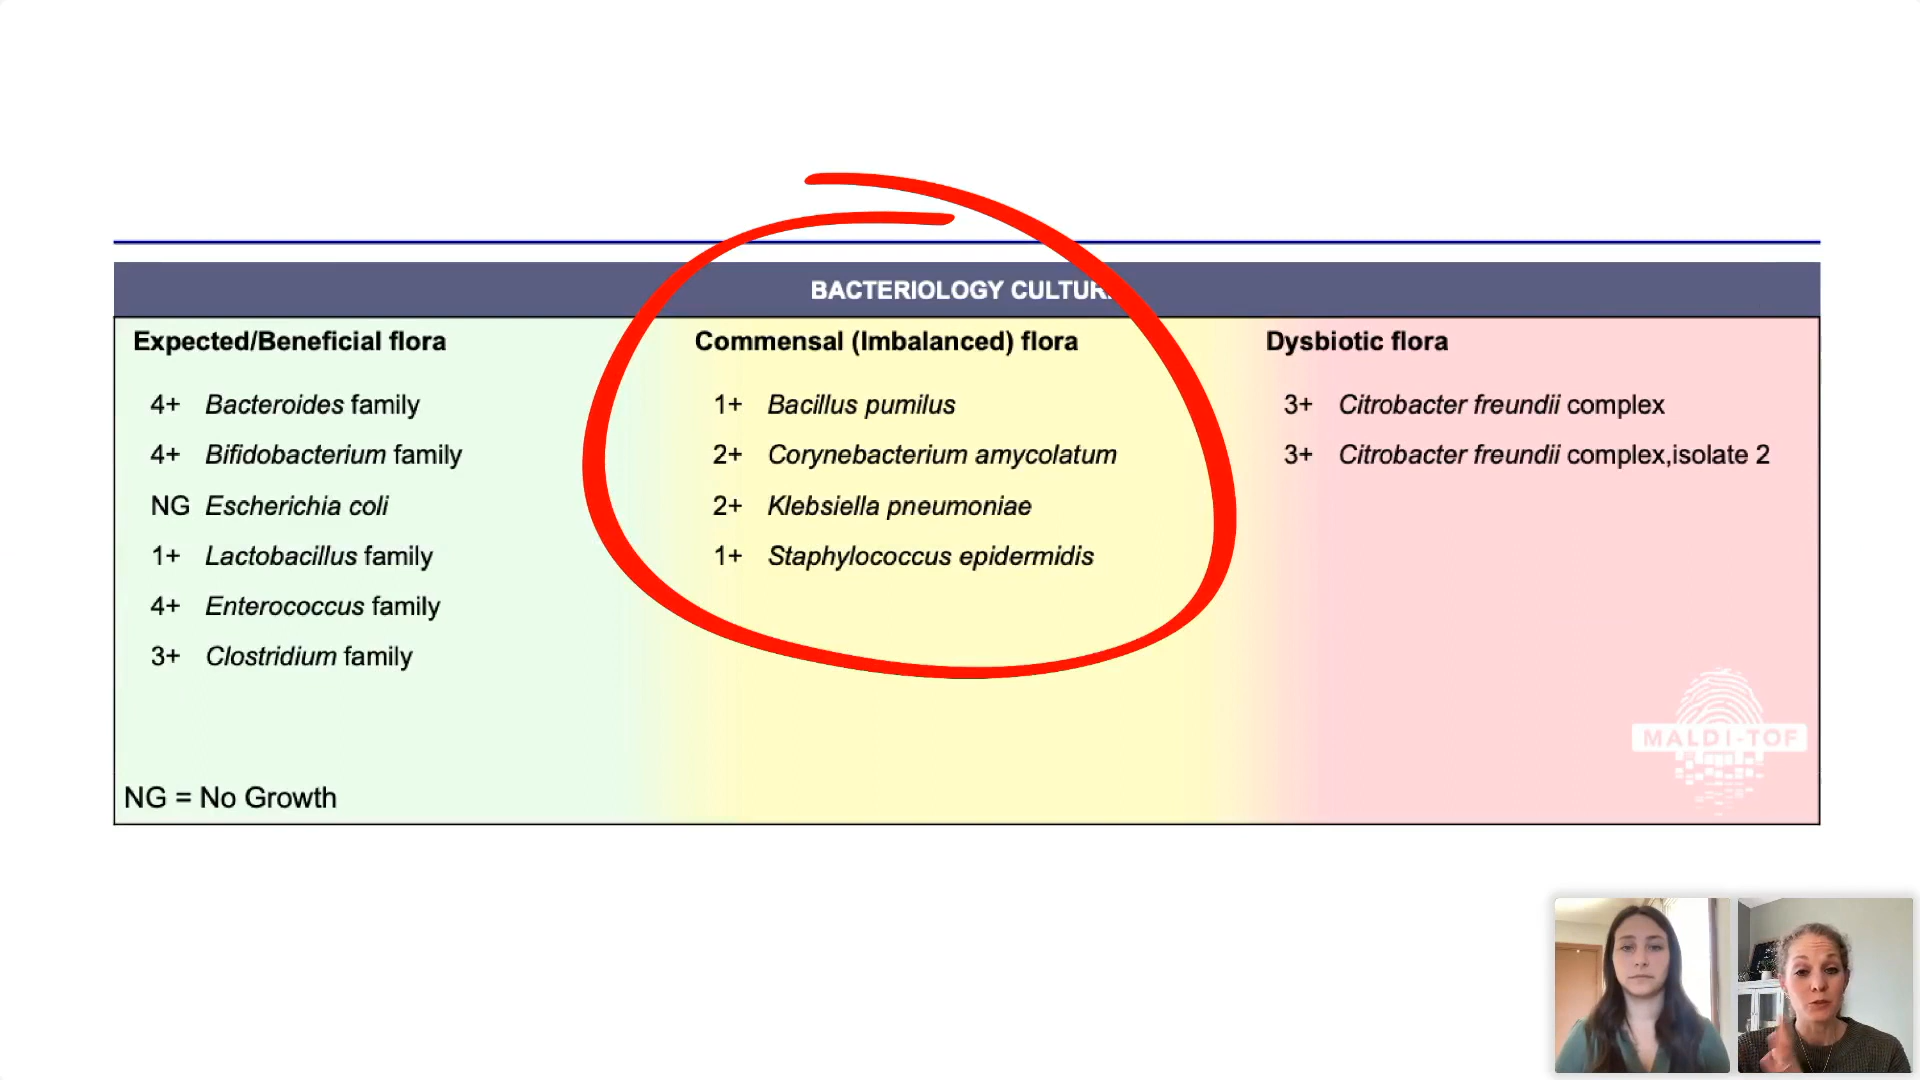 BACTERIOLOGY CULTUR
Expected/Beneficial flora
4+ Bacteroides family
4+ Bifidobacterium family
NG Escherichia coli
1+ Lactobacillus family
4+ Enterococcus family
3+ Clostridium family
NG = No Growth
Commensal (Imbalanced) flora
1+ Bacillus pumilus
2+ Corynebacterium amycolatum
2+ Klebsiella pneumoniae
1+ Staphylococcus epidermidis
Dysbiotic flora
3+ Citrobacter freundii complex
3+ Citrobacter freundii complex,isolate 2
MALDI-TOF